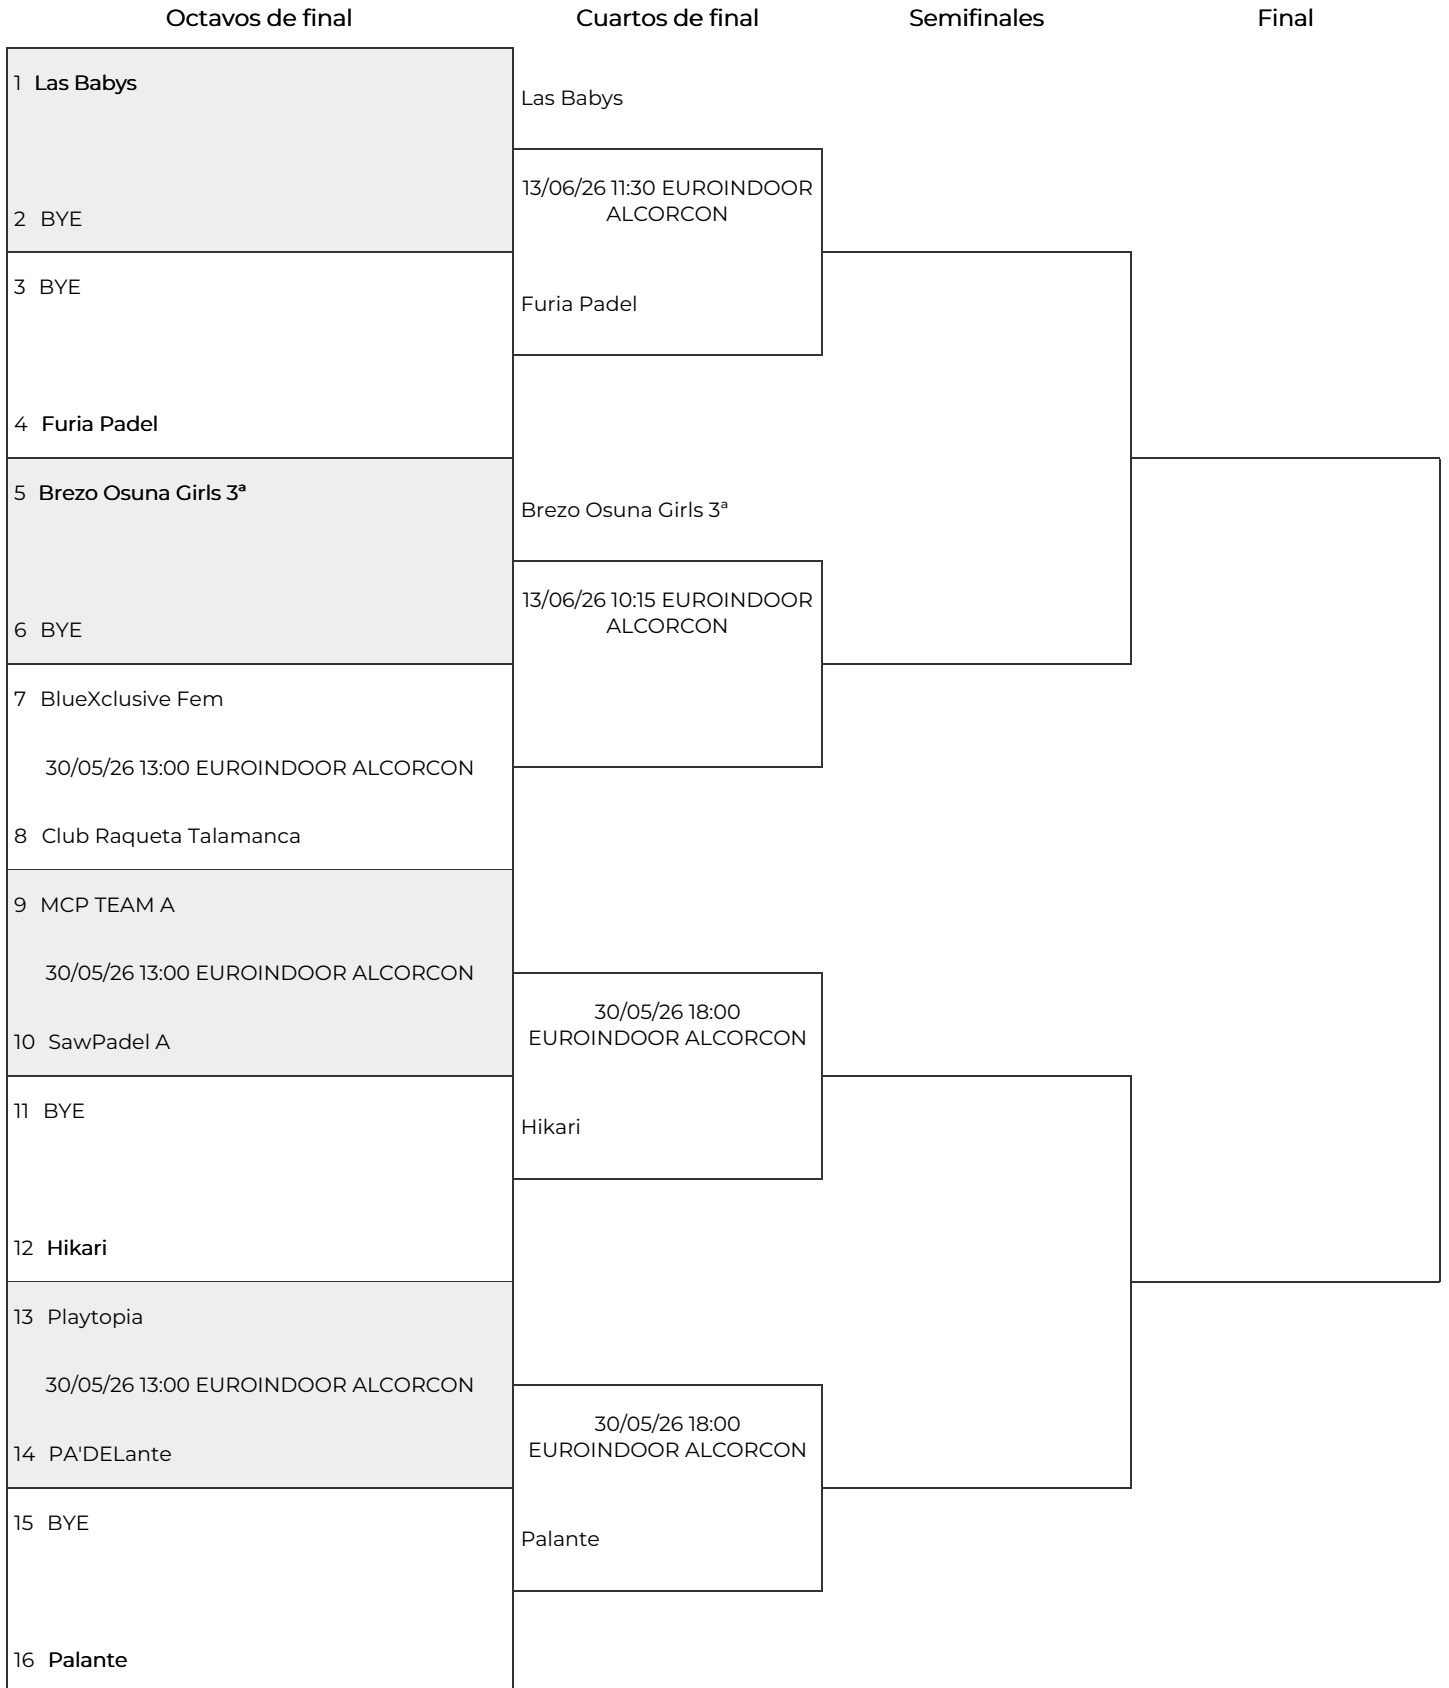 Octavos de final
Cuartos de final
Semifinales
Final
1 Las Babys
2 BYE
3 BYE
4 Furia Padel
5 Brezo Osuna Girls 3ª
6 BYE
7 BlueXclusive Fem
30/05/26 13:00 EUROINDOOR ALCORCON
8 Club Raqueta Talamanca
9 MCP TEAM A
30/05/26 13:00 EUROINDOOR ALCORCON
10 SawPadel A
11 BYE
12 Hikari
13 Playtopia
30/05/26 13:00 EUROINDOOR ALCORCON
14 PA'DELante
15 BYE
16 Palante
Las Babys
13/06/26 11:30 EUROINDOOR
ALCORCON
Furia Padel
Brezo Osuna Girls 3ª
13/06/26 10:15 EUROINDOOR
ALCORCON
30/05/26 18:00
EUROINDOOR ALCORCON
Hikari
30/05/26 18:00
EUROINDOOR ALCORCON
Palante